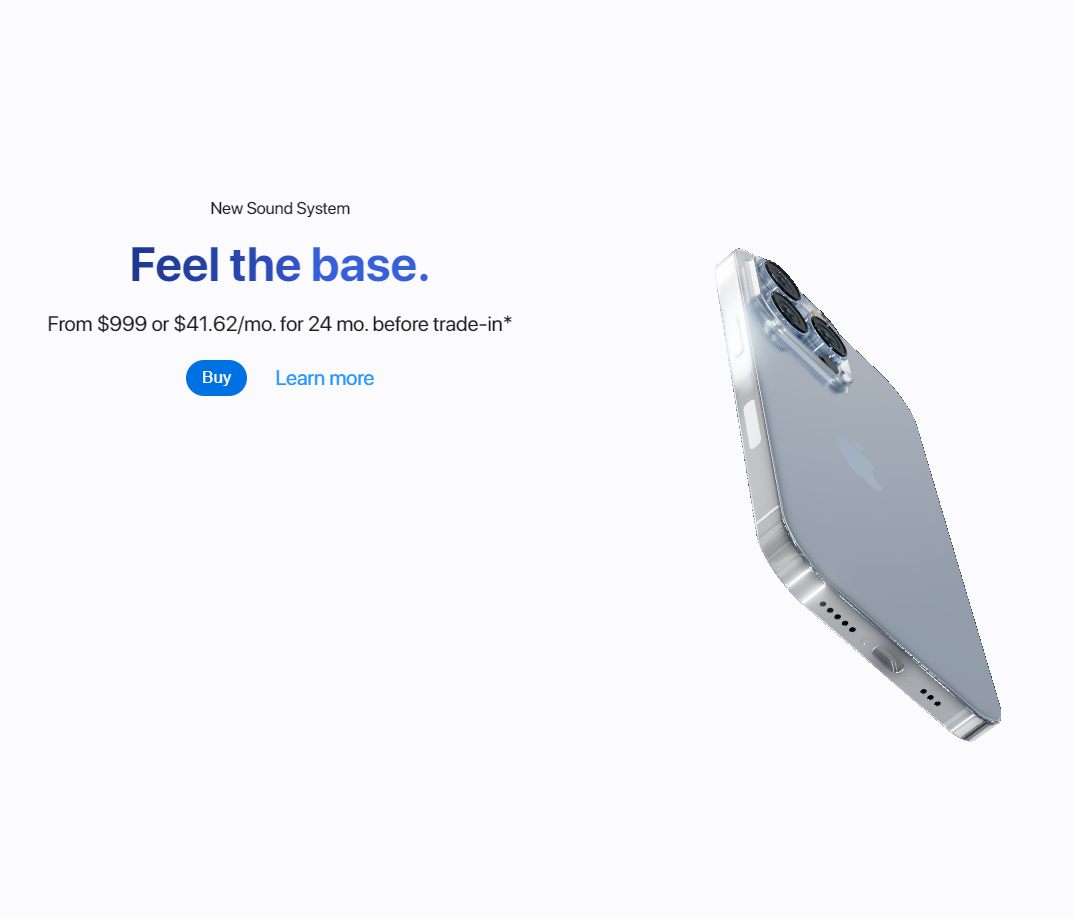 New Sound System
Feel the base.
From $999 or $41.62/mo. for 24 mo. before trade-in*
Buy
Learn more